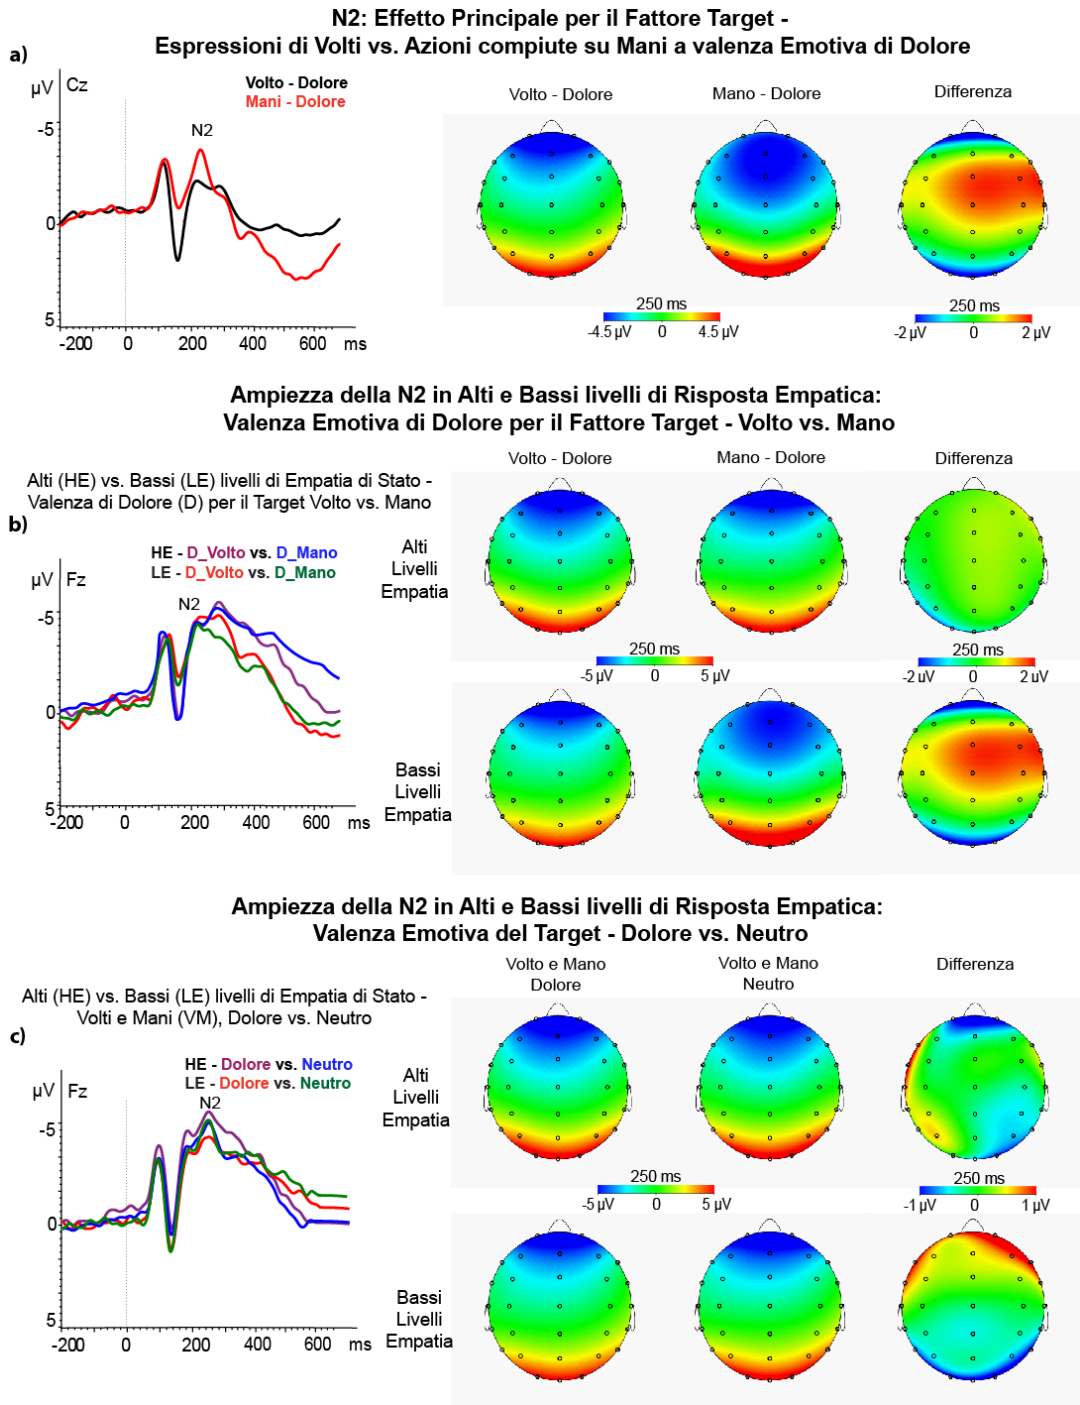 N2: Effetto Principale per il Fattore Target -
Espressioni di Volti vs. Azioni compiute su Mani a valenza Emotiva di Dolore
a)
µV
Cz
Volto - Dolore
Mani - Dolore
N2
-5
0
5
-200 0 200 400 600 ms
Volto - Dolore
Mano - Dolore
Differenza
250 ms
-4.5 µV 0 4.5 µV
250 ms
-2 µV 0 2 µV
Ampiezza della N2 in Alti e Bassi livelli di Risposta Empatica:
Valenza Emotiva di Dolore per il Fattore Target - Volto vs. Mano
Alti (HE) vs. Bassi (LE) livelli di Empatia di Stato -
Valenza di Dolore (D) per il Target Volto vs. Mano
b)
HE - D_Volto vs. D_Mano
LE - D_Volto vs. D_Mano
µV
Fz
N2
-5
0
5
-200 0 200 400 600 ms
Volto - Dolore
Mano - Dolore
Differenza
Alti
Livelli
Empatia
250 ms
-5 µV 0 5 µV
250 ms
-2 µV 0 2 µV
Bassi
Livelli
Empatia
Ampiezza della N2 in Alti e Bassi livelli di Risposta Empatica:
Valenza Emotiva del Target - Dolore vs. Neutro
Alti (HE) vs. Bassi (LE) livelli di Empatia di Stato -
Volti e Mani (VM), Dolore vs. Neutro
c)
HE - Dolore vs. Neutro
LE - Dolore vs. Neutro
µV
Fz
N2
-5
0
5
-200 0 200 400 600 ms
Volto e Mano
Dolore
Volto e Mano
Neutro
Differenza
Alti
Livelli
Empatia
250 ms
-5 µV 0 5 µV
250 ms
-1 µV 0 1 µV
Bassi
Livelli
Empatia